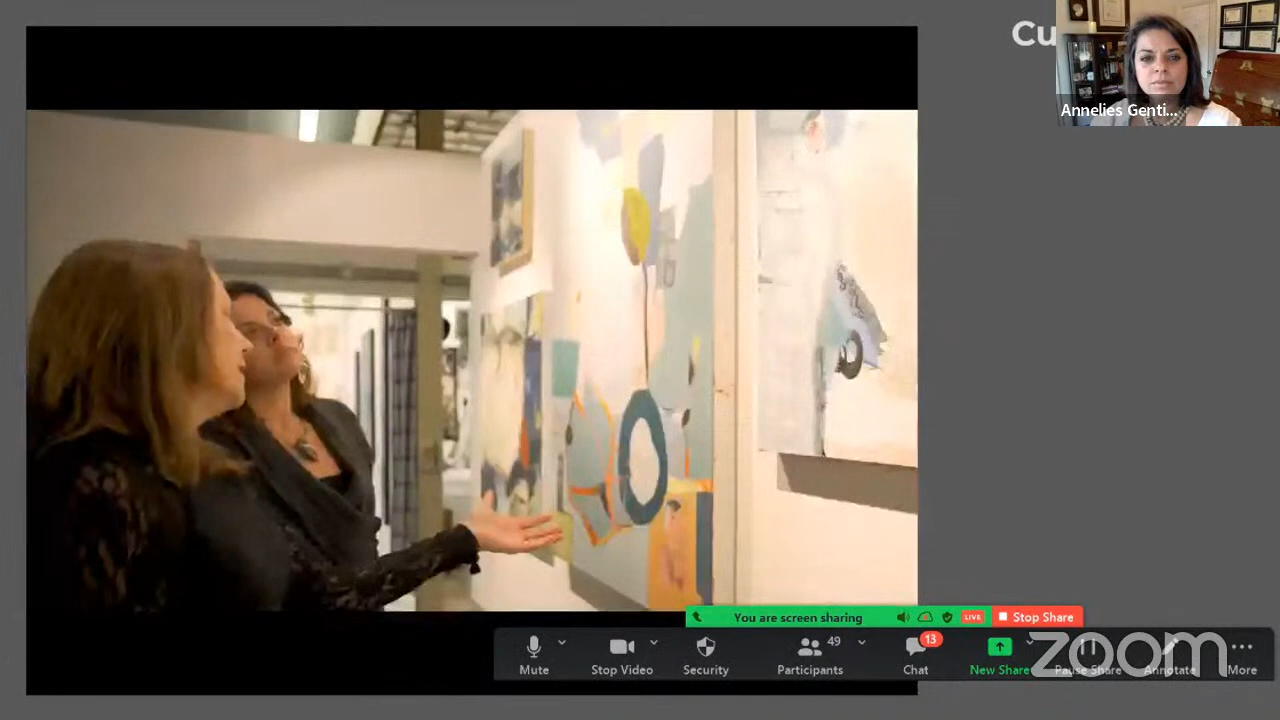 Cu
Annelies Genti...
You are screen sharing
LIVE
Stop Share
49
13
Mute
Stop Video
Security
Participants
Chat
New Share
Pause Share
Annotate
More
zoom